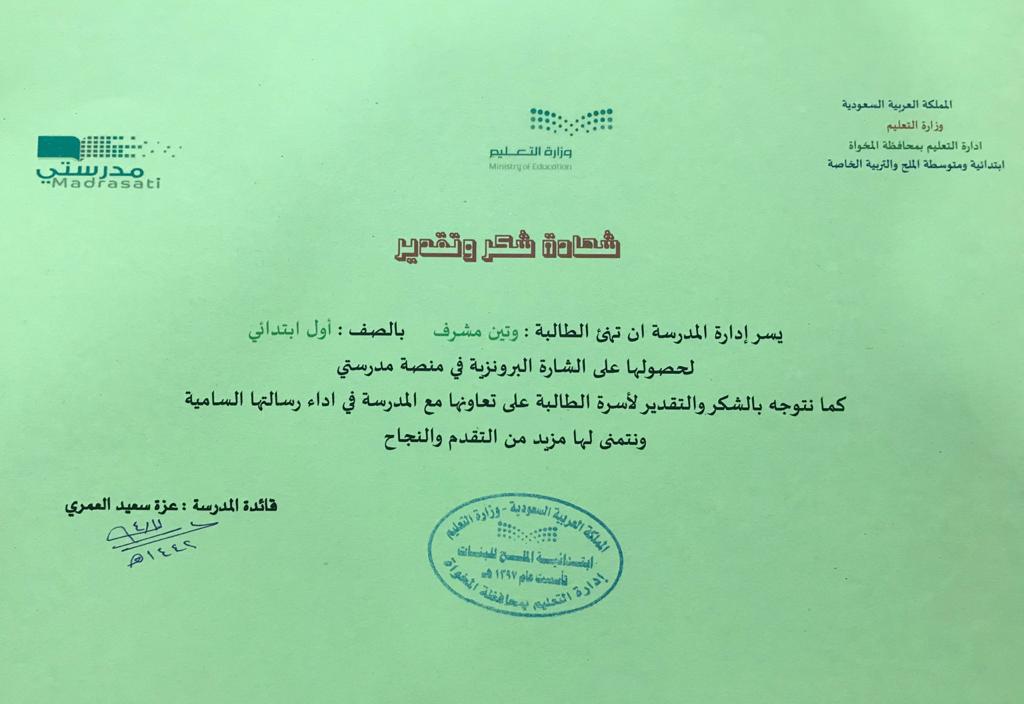 المملكة العربية السعودية
وزارة التعليم
ادارة التعليم بمحافظة المخواة
ابتدائية ومتوسطة الملح والتربية الخاصة
وزارة التعليم
Ministry of Education
مدرستي
Madrasati
شهادة شكر وتقدير
يسر إدارة المدرسة ان تهنئ الطالبة : وتين مشرف بالصف : أول ابتدائي
لحصولها على الشارة البرونزية في منصة مدرستي
كما نتوجه بالشكر والتقدير لأسرة الطالبة على تعاونها مع المدرسة في اداء رسالتها السامية
ونتمنى لها مزيد من التقدم والنجاح
قائدة المدرسة : عزة سعيد العمري
١٤٤٢هـ
المملكة العربية السعودية - وزارة التعليم
ابتدائية الملح للبنات
تأسست عام ١٣٩٧ هـ
إدارة التعليم بمحافظة المخواة